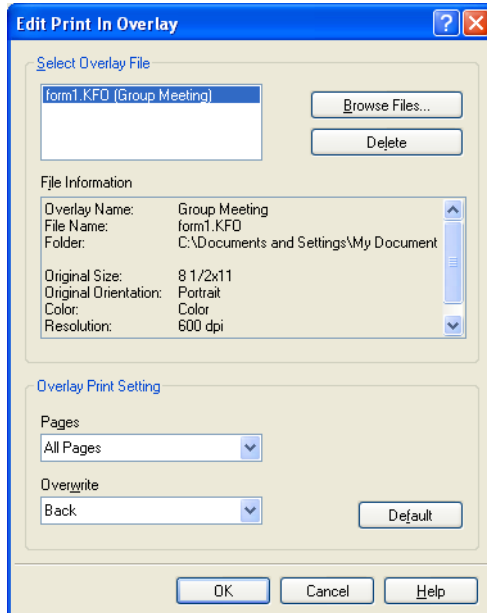 Edit Print In Overlay
Select Overlay File
form1.KFO (Group Meeting)
Browse Files...
Delete
File Information
Overlay Name: Group Meeting
File Name: form1.KFO
Folder: C:\Documents and Settings\My Document
Original Size: 8 1/2x11
Original Orientation: Portrait
Color: Color
Resolution: 600 dpi
Overlay Print Setting
Pages
All Pages
Overwrite
Back
Default
OK Cancel Help